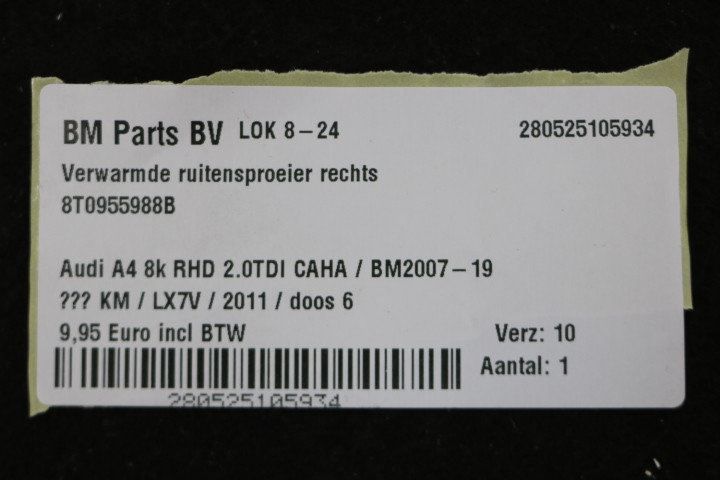 BM Parts BV LOK 8-24 280525105934
Verwarmde ruitensproeier rechts
8T0955988B
Audi A4 8k RHD 2.0TDI CAHA / BM2007-19
??? KM / LX7V / 2011 / doos 6
9,95 Euro incl BTW Verz: 10
Aantal: 1
280525105934